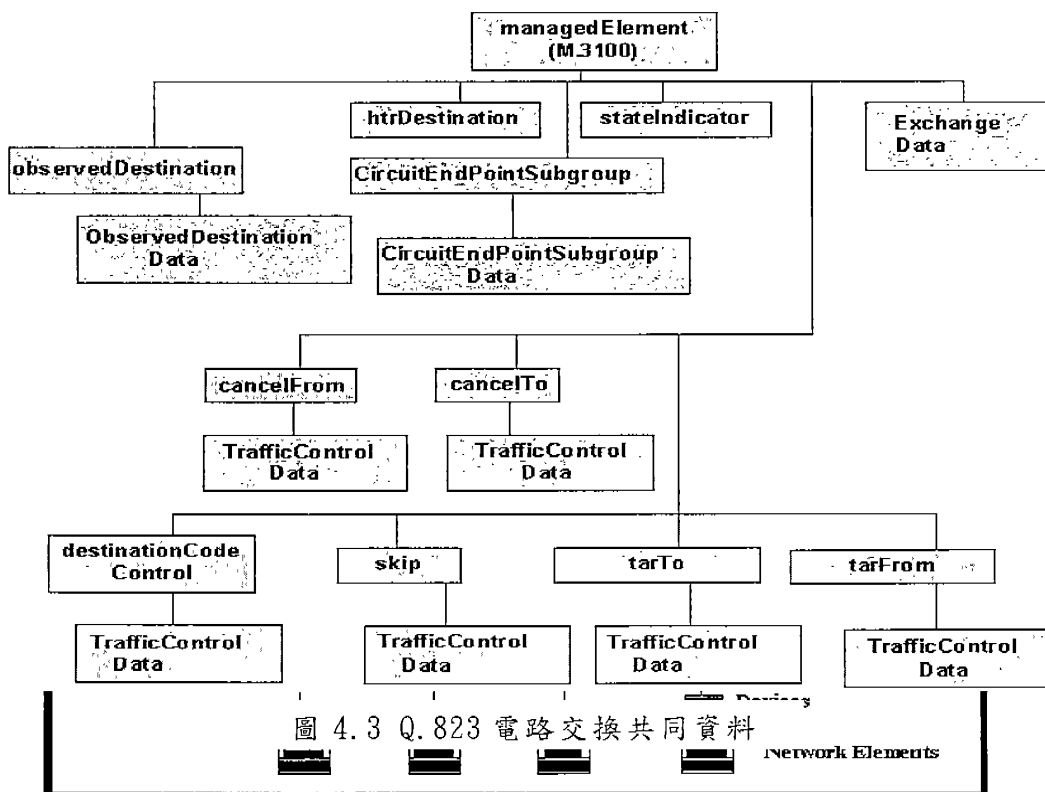 managedElement
(M.3100)
htrDestination
stateIndicator
Exchange
Data
observedDestination
CircuitEndPointSubgroup
ObservedDestination
Data
CircuitEndPointSubgroup
Data
cancelFrom
cancelTo
TrafficControl
Data
TrafficControl
Data
destinationCode
Control
skip
tarTo
tarFrom
TrafficControl
Data
TrafficControl
Data
TrafficControl
Data
TrafficControl
Data
圖 4.3 Q.823 電路交換共同資料
Network Elements